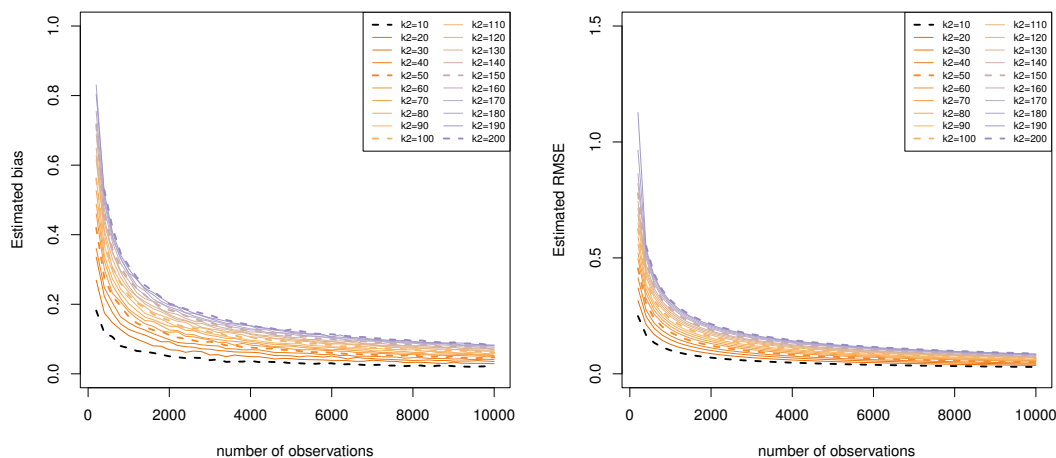 1.0
0.8
0.6
0.4
0.2
0.0
Estimated bias
0 2000 4000 6000 8000 10000
number of observations
k2=10 k2=110
k2=20 k2=120
k2=30 k2=130
k2=40 k2=140
k2=50 k2=150
k2=60 k2=160
k2=70 k2=170
k2=80 k2=180
k2=90 k2=190
k2=100 k2=200
1.5
1.0
0.5
0.0
Estimated RMSE
0 2000 4000 6000 8000 10000
number of observations
k2=10 k2=110
k2=20 k2=120
k2=30 k2=130
k2=40 k2=140
k2=50 k2=150
k2=60 k2=160
k2=70 k2=170
k2=80 k2=180
k2=90 k2=190
k2=100 k2=200